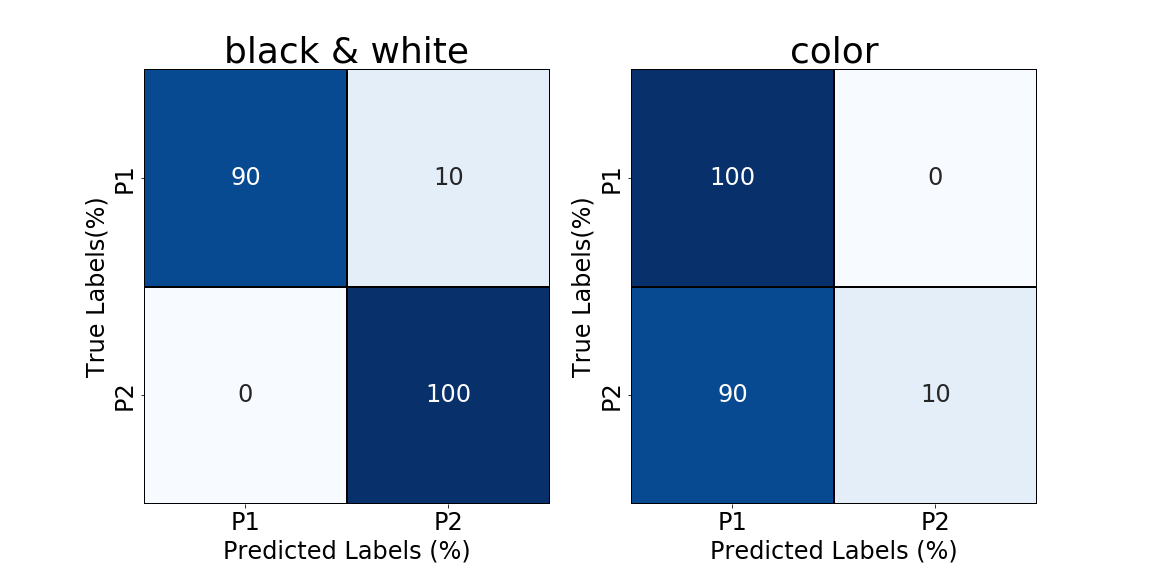 black & white
True Labels(%)
P1
90
10
P2
0
100
P1
P2
Predicted Labels (%)
color
True Labels(%)
P1
100
0
P2
90
10
P1
P2
Predicted Labels (%)